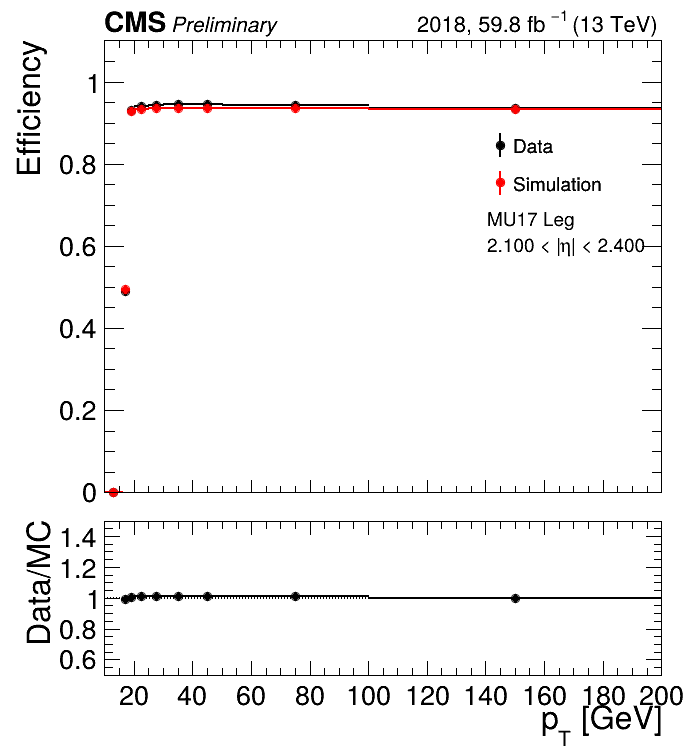 CMS Preliminary 2018, 59.8 fb⁻¹ (13 TeV)
Efficiency
1
0.8
0.6
0.4
0.2
0
Data
Simulation
MU17 Leg
2.100 < |η| < 2.400
Data/MC
1.4
1.2
1
0.8
0.6
20 40 60 80 100 120 140 160 180 200
p_T [GeV]